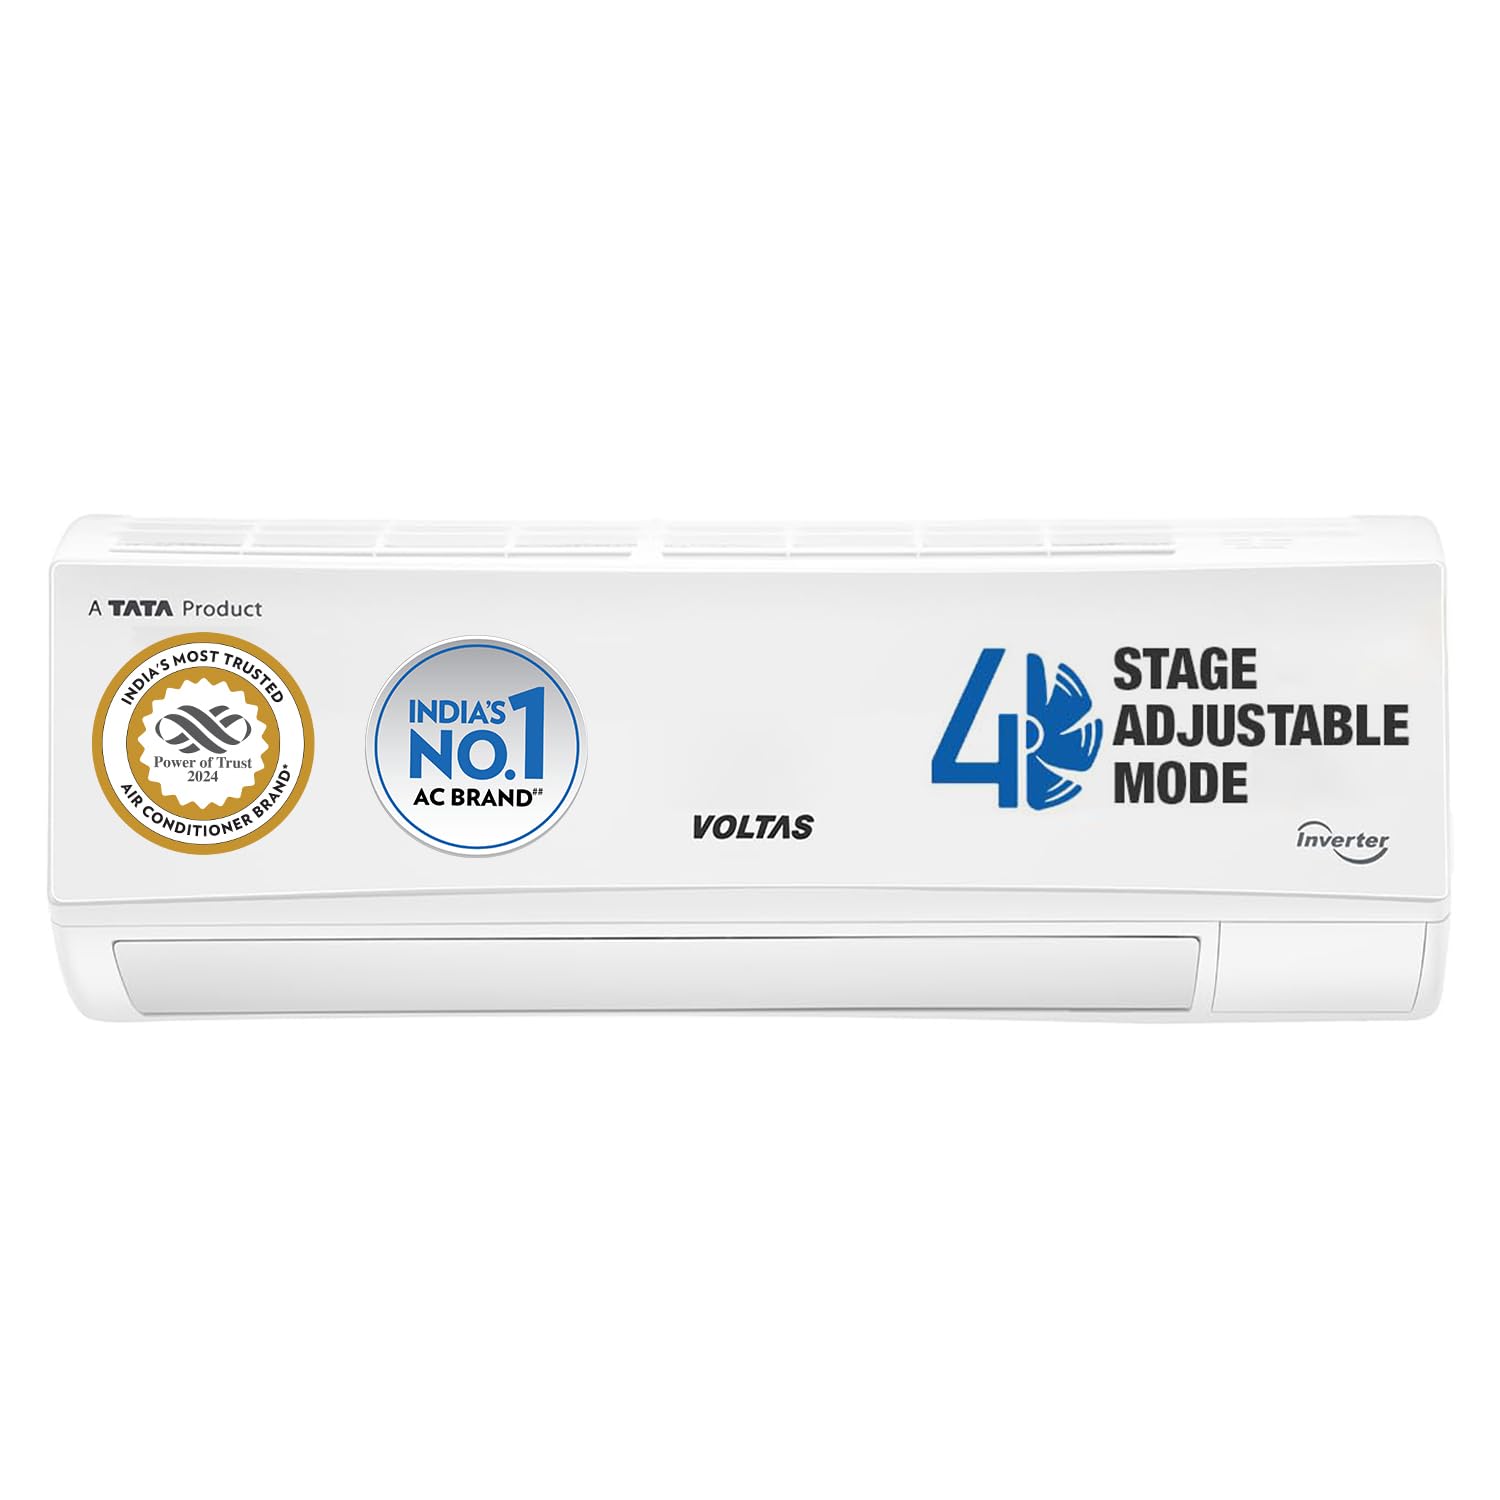 A TATA Product
INDIA'S MOST TRUSTED
Power of Trust
2024
AIR CONDITIONER BRAND*
INDIA'S
NO.1
AC BRAND##
VOLTAS
4 STAGE
ADJUSTABLE
MODE
Inverter